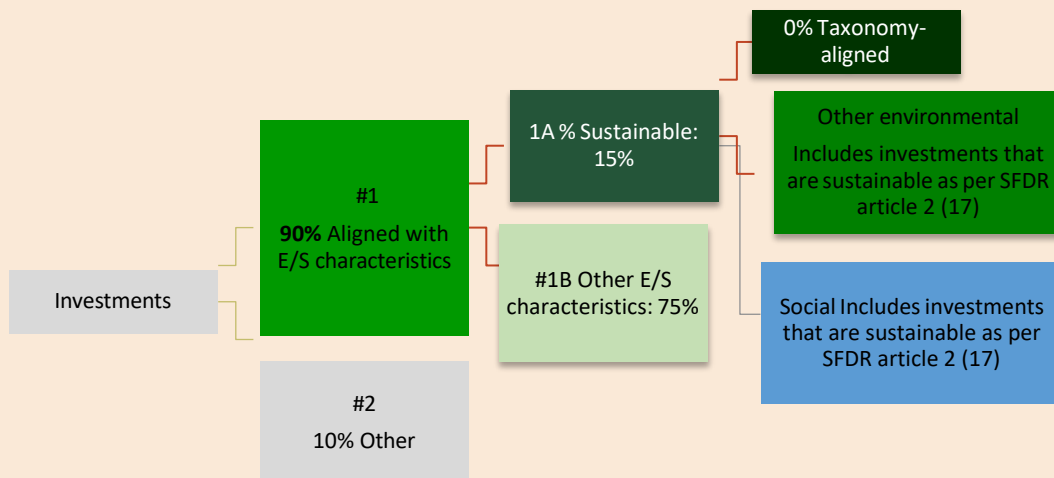 Investments
#1
90% Aligned with
E/S characteristics
#2
10% Other
1A % Sustainable:
15%
#1B Other E/S
characteristics: 75%
0% Taxonomy-
aligned
Other environmental
Includes investments that
are sustainable as per SFDR
article 2 (17)
Social Includes investments
that are sustainable as per
SFDR article 2 (17)